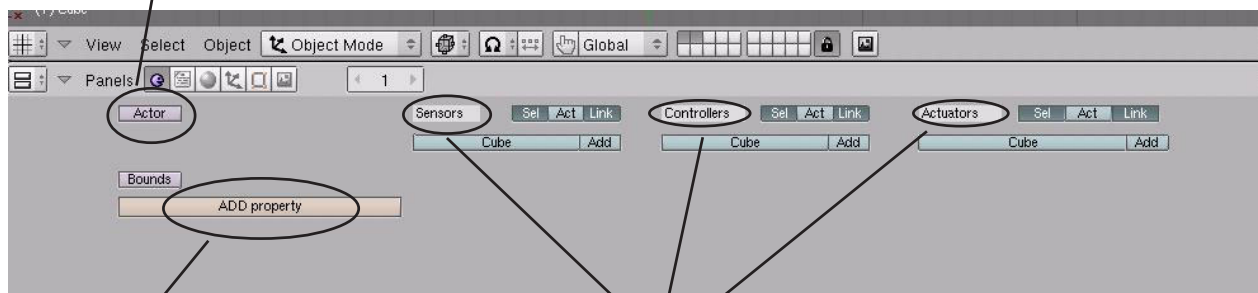 (1) Cube
View Select Object Object Mode Global
Panels 1
Actor Sensors Sel Act Link Controllers Sel Act Link Actuators Sel Act Link
Cube Add Cube Add Cube Add
Bounds
ADD property